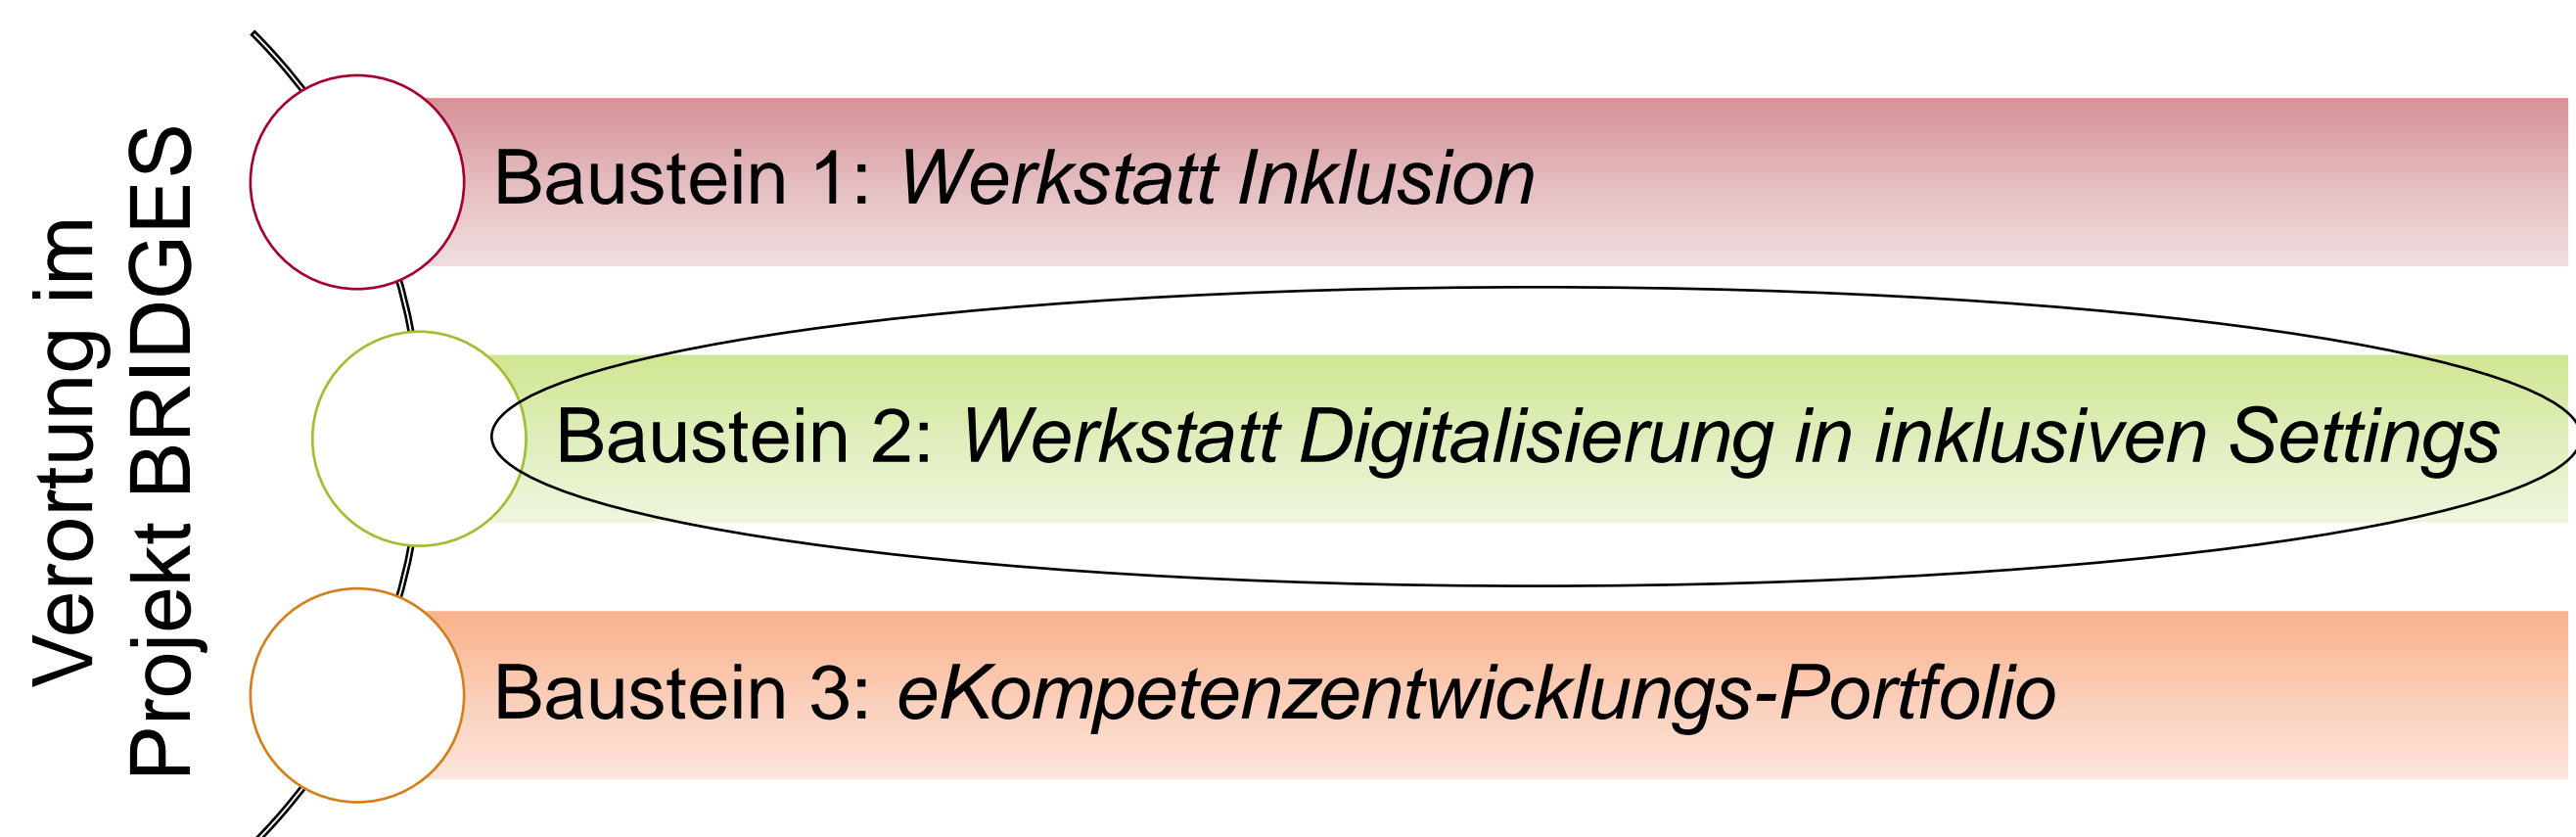 Verortung im
Projekt BRIDGES
Baustein 1: Werkstatt Inklusion
Baustein 2: Werkstatt Digitalisierung in inklusiven Settings
Baustein 3: eKompetenzentwicklungs-Portfolio